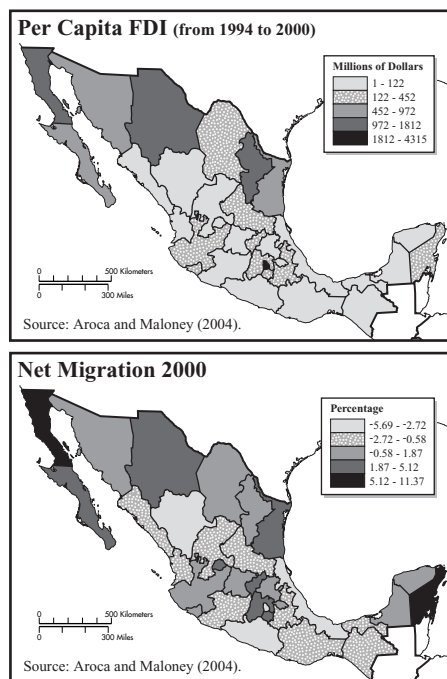 Per Capita FDI (from 1994 to 2000)
Millions of Dollars
1 - 122
122 - 452
452 - 972
972 - 1812
1812 - 4315
0 500 Kilometers
0 300 Miles
Source: Aroca and Maloney (2004).
Net Migration 2000
Percentage
-5.69 - -2.72
-2.72 - -0.58
-0.58 - 1.87
1.87 - 5.12
5.12 - 11.37
0 500 Kilometers
0 300 Miles
Source: Aroca and Maloney (2004).